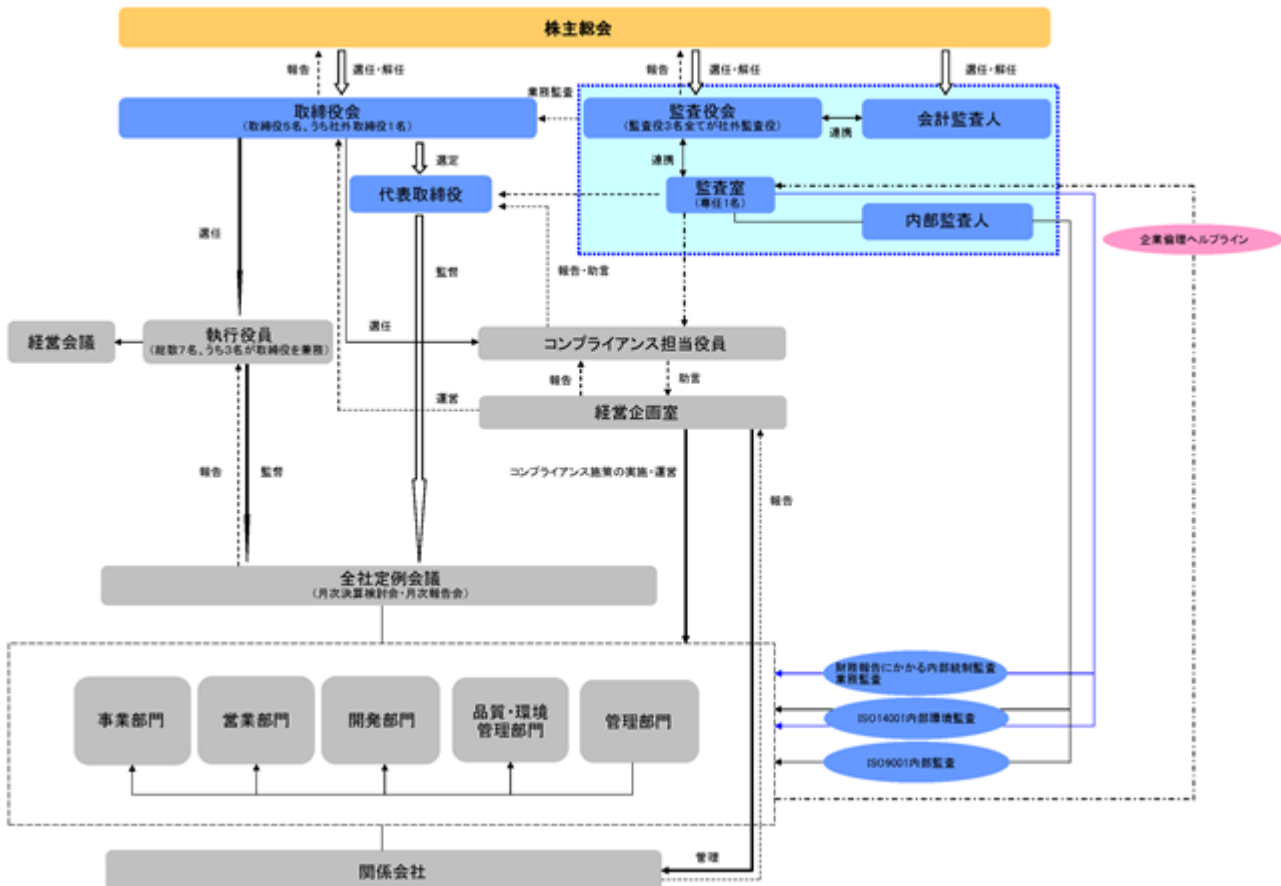 株主総会
報告
選任・解任
報告
選任・解任
選任・解任
業務監査
取締役会
(取締役5名、うち社外取締役1名)
監査役会
(監査役3名全てが社外監査役)
連携
会計監査人
選定
連携
代表取締役
監査室
(専任1名)
内部監査人
企業倫理ヘルプライン
選任
監督
報告・助言
経営会議
執行役員
(総数7名、うち3名が取締役を兼務)
選任
コンプライアンス担当役員
報告
助言
運営
経営企画室
報告
監督
コンプライアンス施策の実施・運営
報告
全社定例会議
(月次決算検討会・月次報告会)
財務報告にかかる内部統制監査
業務監査
事業部門
営業部門
開発部門
品質・環境
管理部門
管理部門
ISO14001内部環境監査
ISO9001内部監査
管理
関係会社